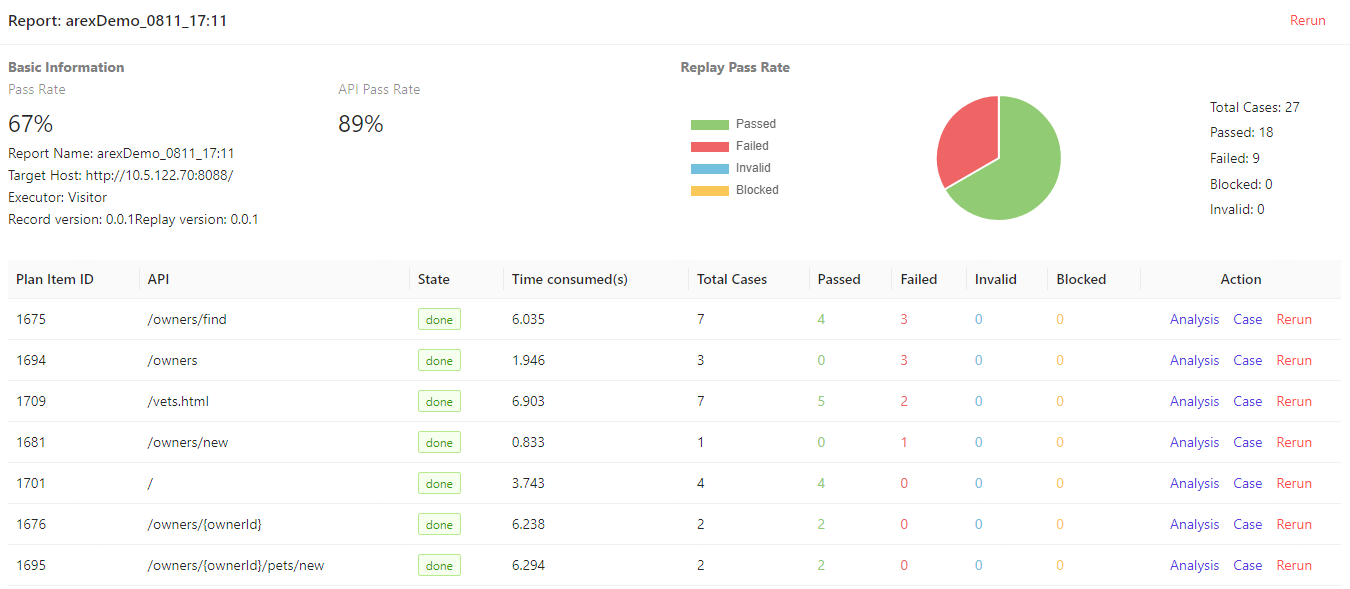 Report: arexDemo_0811_17:11 Rerun
Basic Information
Pass Rate API Pass Rate
67% 89%
Report Name: arexDemo_0811_17:11
Target Host: http://10.5.122.70:8088/
Executor: Visitor
Record version: 0.0.1Replay version: 0.0.1
Replay Pass Rate
Passed
Failed
Invalid
Blocked
Total Cases: 27
Passed: 18
Failed: 9
Blocked: 0
Invalid: 0
Plan Item ID API State Time consumed(s) Total Cases Passed Failed Invalid Blocked Action
1675 /owners/find done 6.035 7 4 3 0 0 Analysis Case Rerun
1694 /owners done 1.946 3 0 3 0 0 Analysis Case Rerun
1709 /vets.html done 6.903 7 5 2 0 0 Analysis Case Rerun
1681 /owners/new done 0.833 1 0 1 0 0 Analysis Case Rerun
1701 / done 3.743 4 4 0 0 0 Analysis Case Rerun
1676 /owners/{ownerId} done 6.238 2 2 0 0 0 Analysis Case Rerun
1695 /owners/{ownerId}/pets/new done 6.294 2 2 0 0 0 Analysis Case Rerun